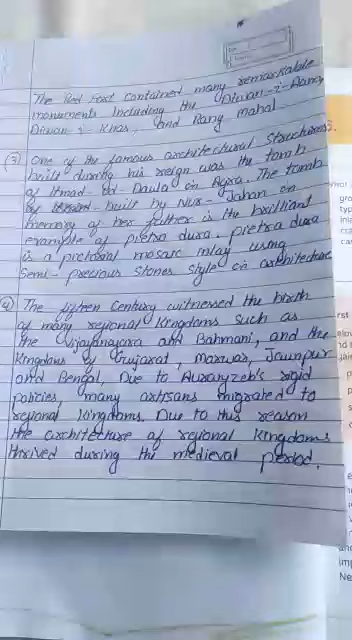 The Red Fort contained many remarkable
monuments including the Diwan-i-Aam,
Diwan-i-Khas, and Rang mahal
(3) One of the famous architectural structures
built during his reign was the tomb
of Itmad-ud-Daula in Agra. The tomb
built by Nur-Jahan on
memory of her father is the brilliant
example of pietra dura. pietra dura
is a pictorial mosaic inlay using
Semi-precious stones style in architecture
The fifteen Century witnessed the birth
of many regional Kingdoms such as
the Vijayanagara and Bahmani, and the
Kingdoms of Gujarat, marwar, Jaunpur
and Bengal, Due to Aurangzeb's rigid
policies, many artisans migrated to
regional kingdoms. Due to this reason
the architecture of regional Kingdoms
thrived during the medieval period.